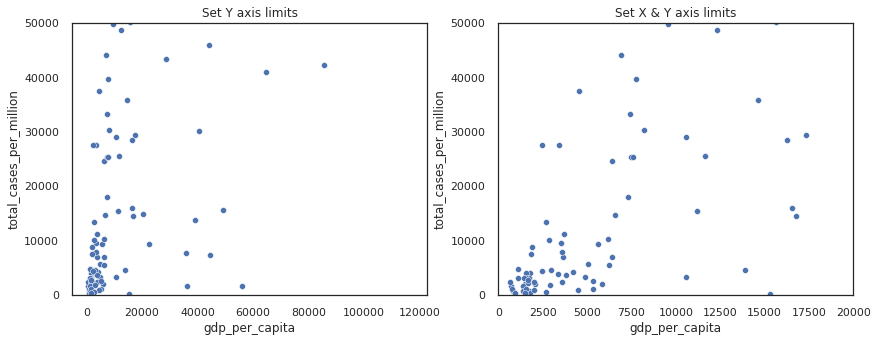 Set Y axis limits
50000
40000
30000
20000
10000
0
total_cases_per_million
0 20000 40000 60000 80000 100000 120000
gdp_per_capita
Set X & Y axis limits
50000
40000
30000
20000
10000
0
total_cases_per_million
0 2500 5000 7500 10000 12500 15000 17500 20000
gdp_per_capita